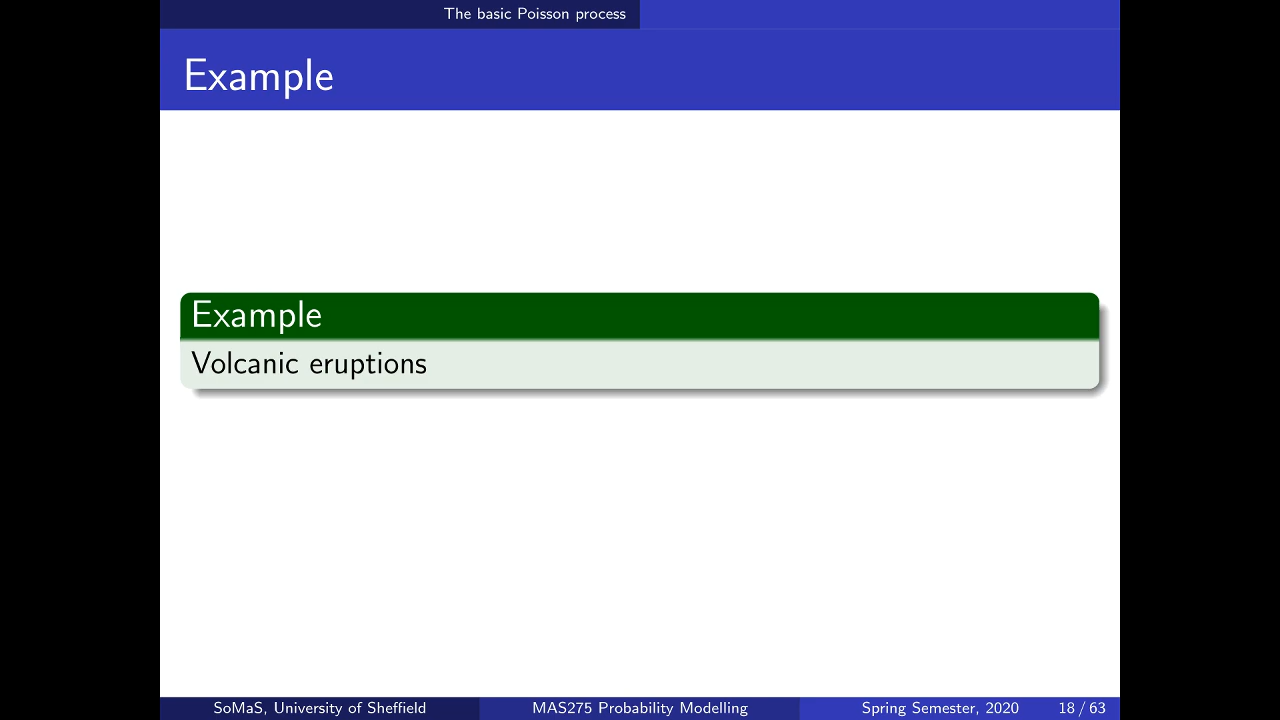 The basic Poisson process
Example
Example
Volcanic eruptions
SoMaS, University of Sheffield MAS275 Probability Modelling Spring Semester, 2020 18 / 63